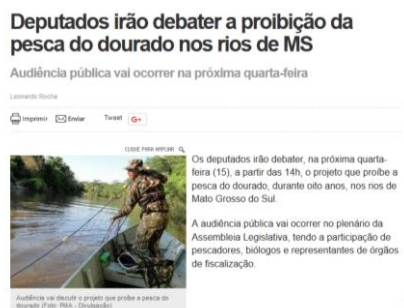 Deputados irão debater a proibição da
pesca do dourado nos rios de MS
Audiência pública vai ocorrer na próxima quarta-feira
Leonardo Rocha
Imprimir Enviar Tweet G+
CLIQUE PARA AMPLIAR
Os deputados irão debater, na próxima quarta-
feira (15), a partir das 14h, o projeto que proíbe a
pesca do dourado, durante oito anos, nos rios de
Mato Grosso do Sul.
A audiência pública vai ocorrer no plenário da
Assembleia Legislativa, tendo a participação de
pescadores, biólogos e representantes de órgãos
de fiscalização.
Audiência vai discutir o projeto que proíbe a pesca do
dourado (Foto: PMA - Divulgação)